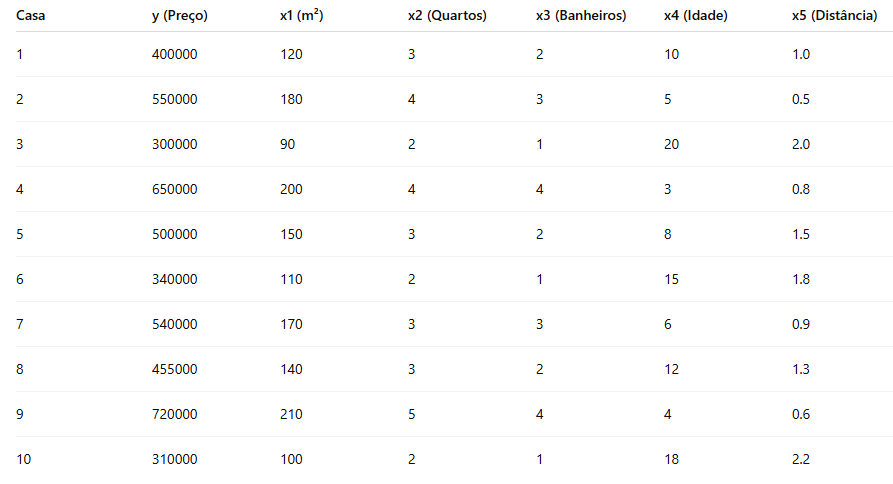 Casa y (Preço) x1 (m²) x2 (Quartos) x3 (Banheiros) x4 (Idade) x5 (Distância)
1 400000 120 3 2 10 1.0
2 550000 180 4 3 5 0.5
3 300000 90 2 1 20 2.0
4 650000 200 4 4 3 0.8
5 500000 150 3 2 8 1.5
6 340000 110 2 1 15 1.8
7 540000 170 3 3 6 0.9
8 455000 140 3 2 12 1.3
9 720000 210 5 4 4 0.6
10 310000 100 2 1 18 2.2